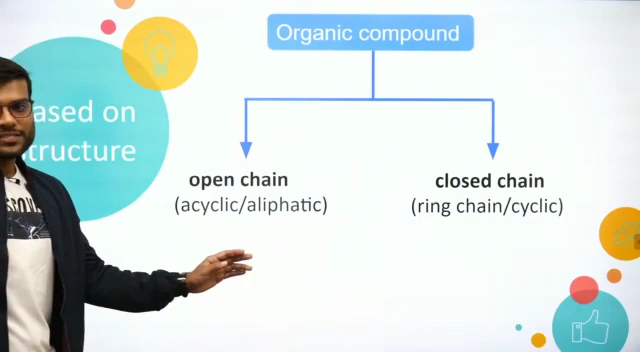 Organic compound
ased on
tructure
open chain
(acyclic/aliphatic)
closed chain
(ring chain/cyclic)